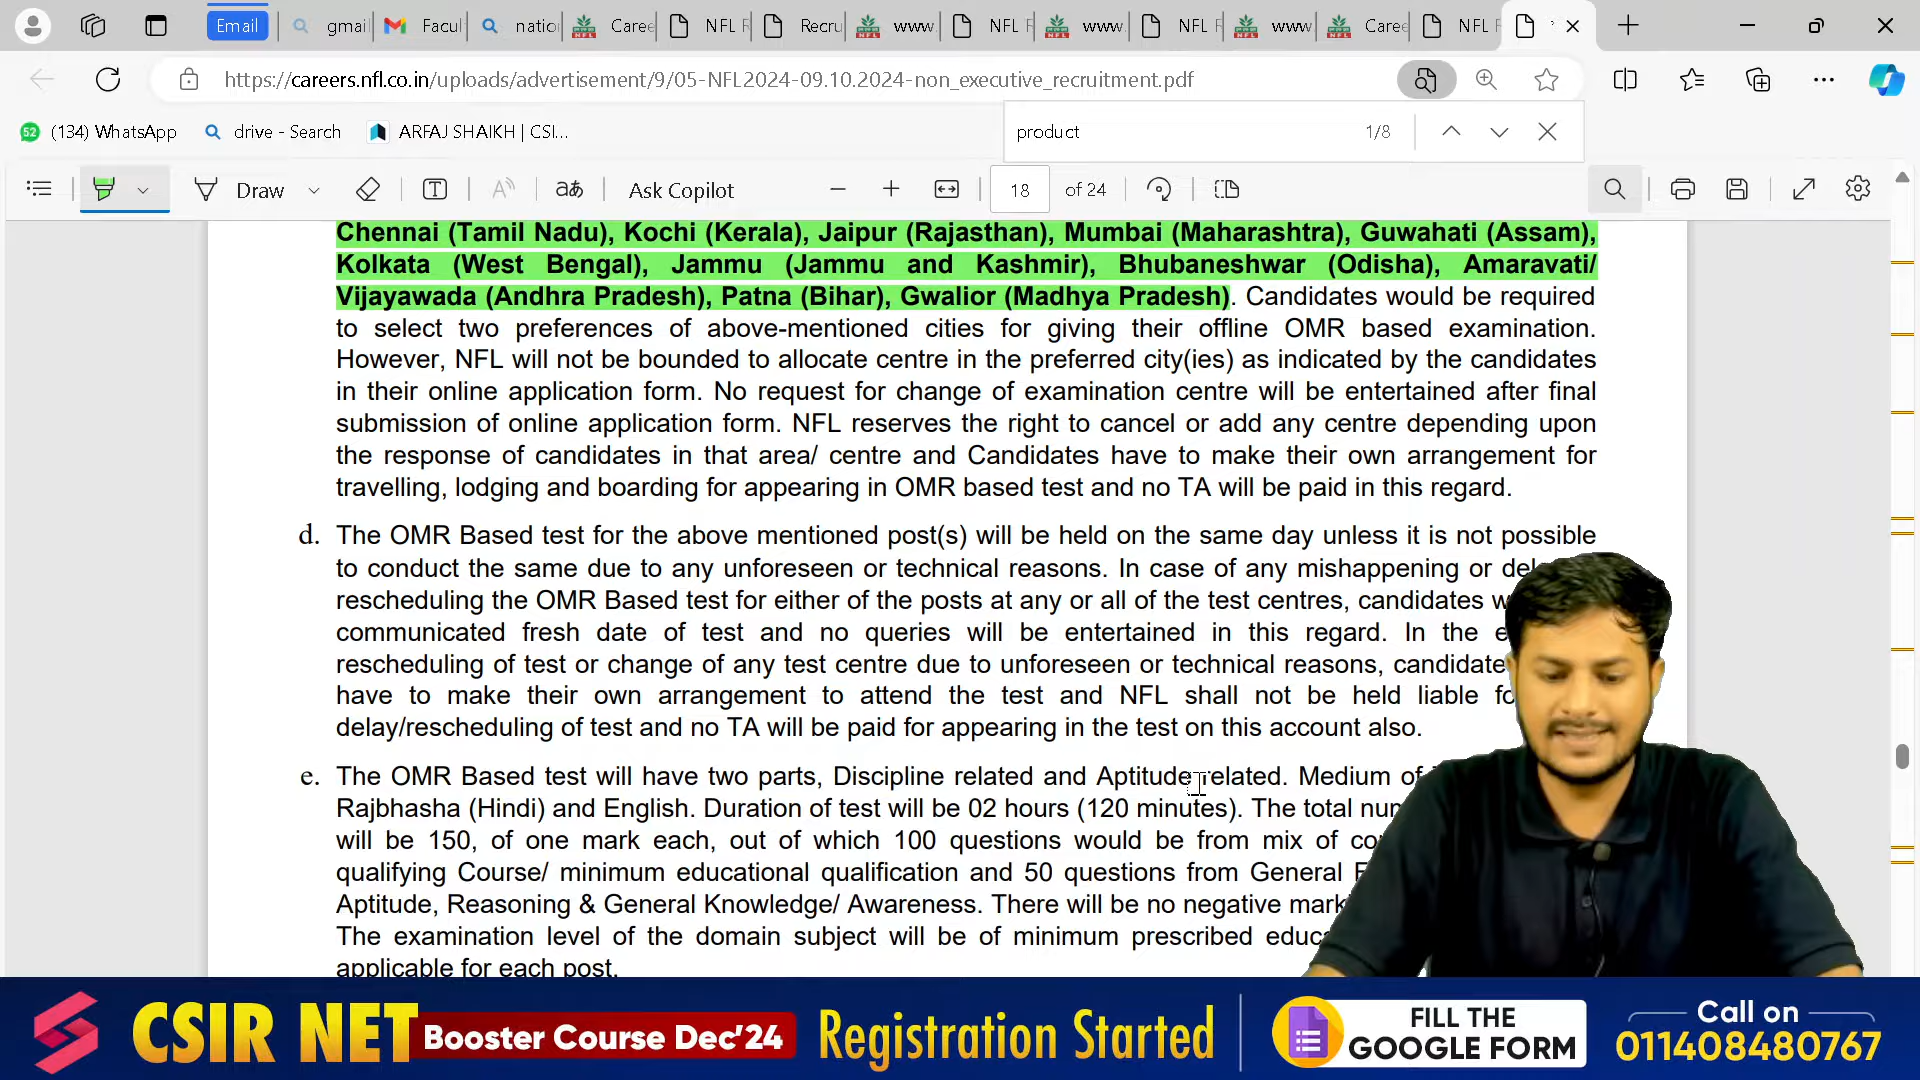 Email
gmai
Facul
natio
Caree
NFL R
Recru
www.
NFL R
www.
NFL R
www
Caree
NFL F
https://careers.nfl.co.in/uploads/advertisement/9/05-NFL2024-09.10.2024-non_executive_recruitment.pdf
52 (134) WhatsApp
drive - Search
ARFAJ SHAIKH | CSI...
product 1/8
Draw
Ask Copilot
18 of 24
Chennai (Tamil Nadu), Kochi (Kerala), Jaipur (Rajasthan), Mumbai (Maharashtra), Guwahati (Assam),
Kolkata (West Bengal), Jammu (Jammu and Kashmir), Bhubaneshwar (Odisha), Amaravati/
Vijayawada (Andhra Pradesh), Patna (Bihar), Gwalior (Madhya Pradesh). Candidates would be required
to select two preferences of above-mentioned cities for giving their offline OMR based examination.
However, NFL will not be bounded to allocate centre in the preferred city(ies) as indicated by the candidates
in their online application form. No request for change of examination centre will be entertained after final
submission of online application form. NFL reserves the right to cancel or add any centre depending upon
the response of candidates in that area/ centre and Candidates have to make their own arrangement for
travelling, lodging and boarding for appearing in OMR based test and no TA will be paid in this regard.
d. The OMR Based test for the above mentioned post(s) will be held on the same day unless it is not possible
to conduct the same due to any unforeseen or technical reasons. In case of any mishappening or
rescheduling the OMR Based test for either of the posts at any or all of the test centres, candidates
communicated fresh date of test and no queries will be entertained in this regard. In the
rescheduling of test or change of any test centre due to unforeseen or technical reasons,
have to make their own arrangement to attend the test and NFL shall not be held liable
delay/rescheduling of test and no TA will be paid for appearing in the test on this account also.
e. The OMR Based test will have two parts, Discipline related and Aptitude related. Medium of
Rajbhasha (Hindi) and English. Duration of test will be 02 hours (120 minutes). The total
will be 150, of one mark each, out of which 100 questions would be from mix of
qualifying Course/ minimum educational qualification and 50 questions from General
Aptitude, Reasoning & General Knowledge/ Awareness. There will be no negative
The examination level of the domain subject will be of minimum prescribed
applicable for each post.
CSIR NET
Booster Course Dec'24
Registration Started
FILL THE
GOOGLE FORM
Call on
011408480767